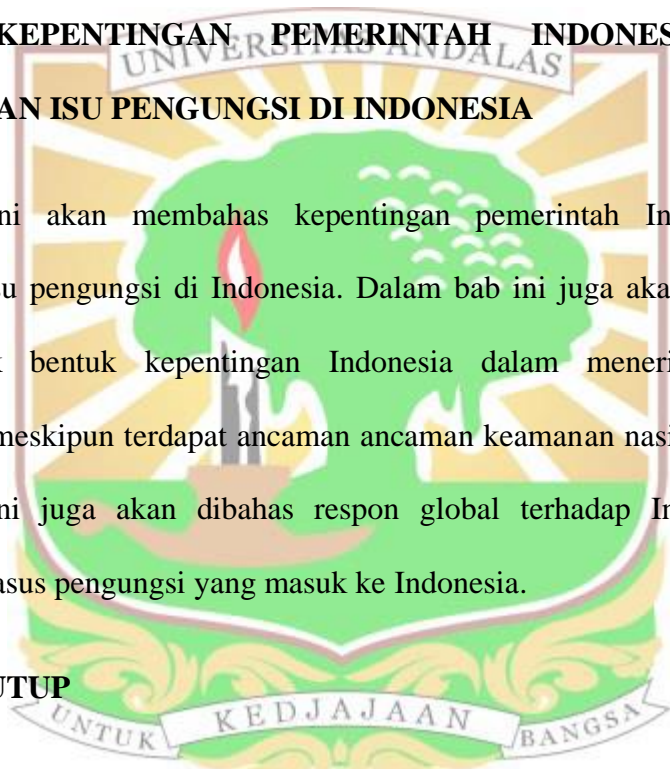 KEPENTINGAN PEMERINTAH INDONES
UNIVERSITAS ANDALAS
AN ISU PENGUNGSI DI INDONESIA
ni akan membahas kepentingan pemerintah In
su pengungsi di Indonesia. Dalam bab ini juga aka
k bentuk kepentingan Indonesia dalam meneri
meskipun terdapat ancaman ancaman keamanan nasi
ni juga akan dibahas respon global terhadap In
asus pengungsi yang masuk ke Indonesia.
UTUP
UNTUK KEDJAJAAN BANGSA